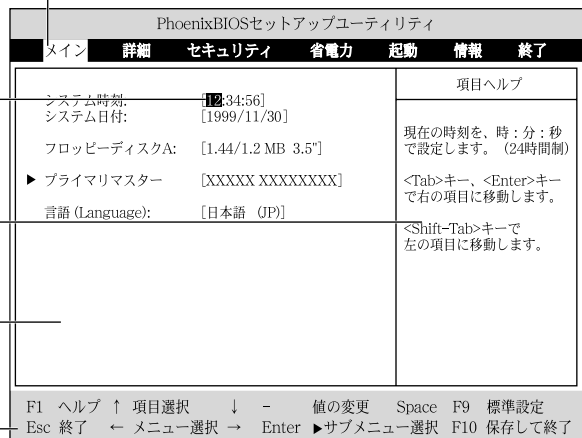 PhoenixBIOSセットアップユーティリティ
メイン 詳細 セキュリティ 省電力 起動 情報 終了
システム時刻: [12:34:56]
システム日付: [1999/11/30]
フロッピーディスクA: [1.44/1.2 MB 3.5"]
▶ プライマリマスター [XXXXX XXXXXXXX]
言語 (Language): [日本語 (JP)]
項目ヘルプ
現在の時刻を、時：分：秒
で設定します。（24時間制）
<Tab>キー、<Enter>キー
で右の項目に移動します。
<Shift-Tab>キーで
左の項目に移動します。
F1 ヘルプ ↑ 項目選択 ↓ - 値の変更 Space F9 標準設定
Esc 終了 ← メニュー選択 → Enter ▶サブメニュー選択 F10 保存して終了